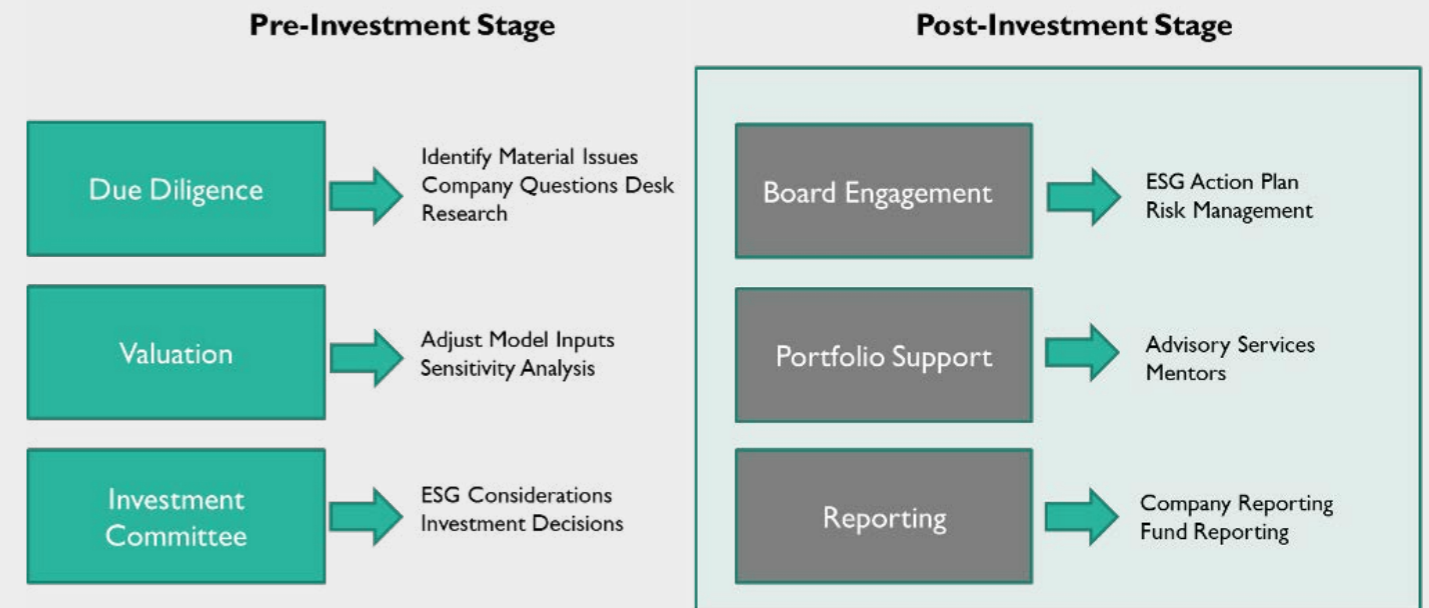 Pre-Investment Stage
Due Diligence
Identify Material Issues
Company Questions Desk
Research
Valuation
Adjust Model Inputs
Sensitivity Analysis
Investment
Committee
ESG Considerations
Investment Decisions
Post-Investment Stage
Board Engagement
ESG Action Plan
Risk Management
Portfolio Support
Advisory Services
Mentors
Reporting
Company Reporting
Fund Reporting